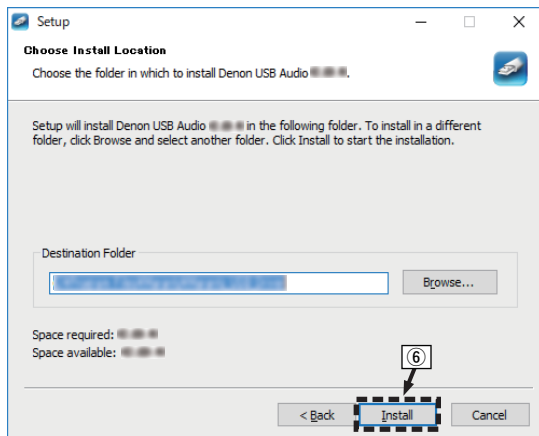 Setup
Choose Install Location
Choose the folder in which to install Denon USB Audio
Setup will install Denon USB Audio in the following folder. To install in a different
folder, click Browse and select another folder. Click Install to start the installation.
Destination Folder
Browse...
Space required:
Space available:
⑥
< Back Install Cancel